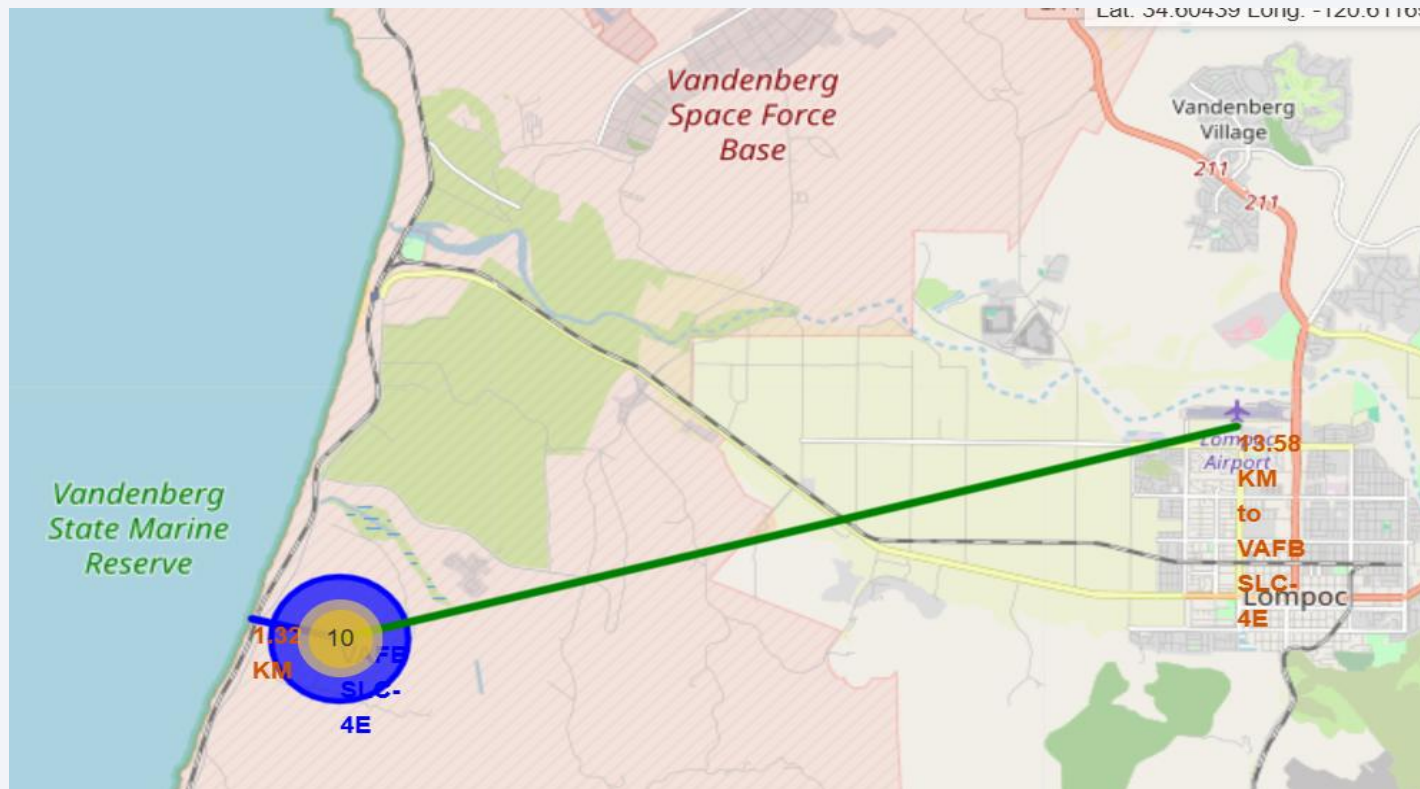 Lat: 34.60439 Long: -120.61169
Vandenberg
Space Force
Base
Vandenberg
Village
211
211
Lompoc
Airport
13.58
KM
to
VAFB
SLC-
4E
Lompoc
Vandenberg
State Marine
Reserve
1.32
KM
10
VAFB
SLC-
4E